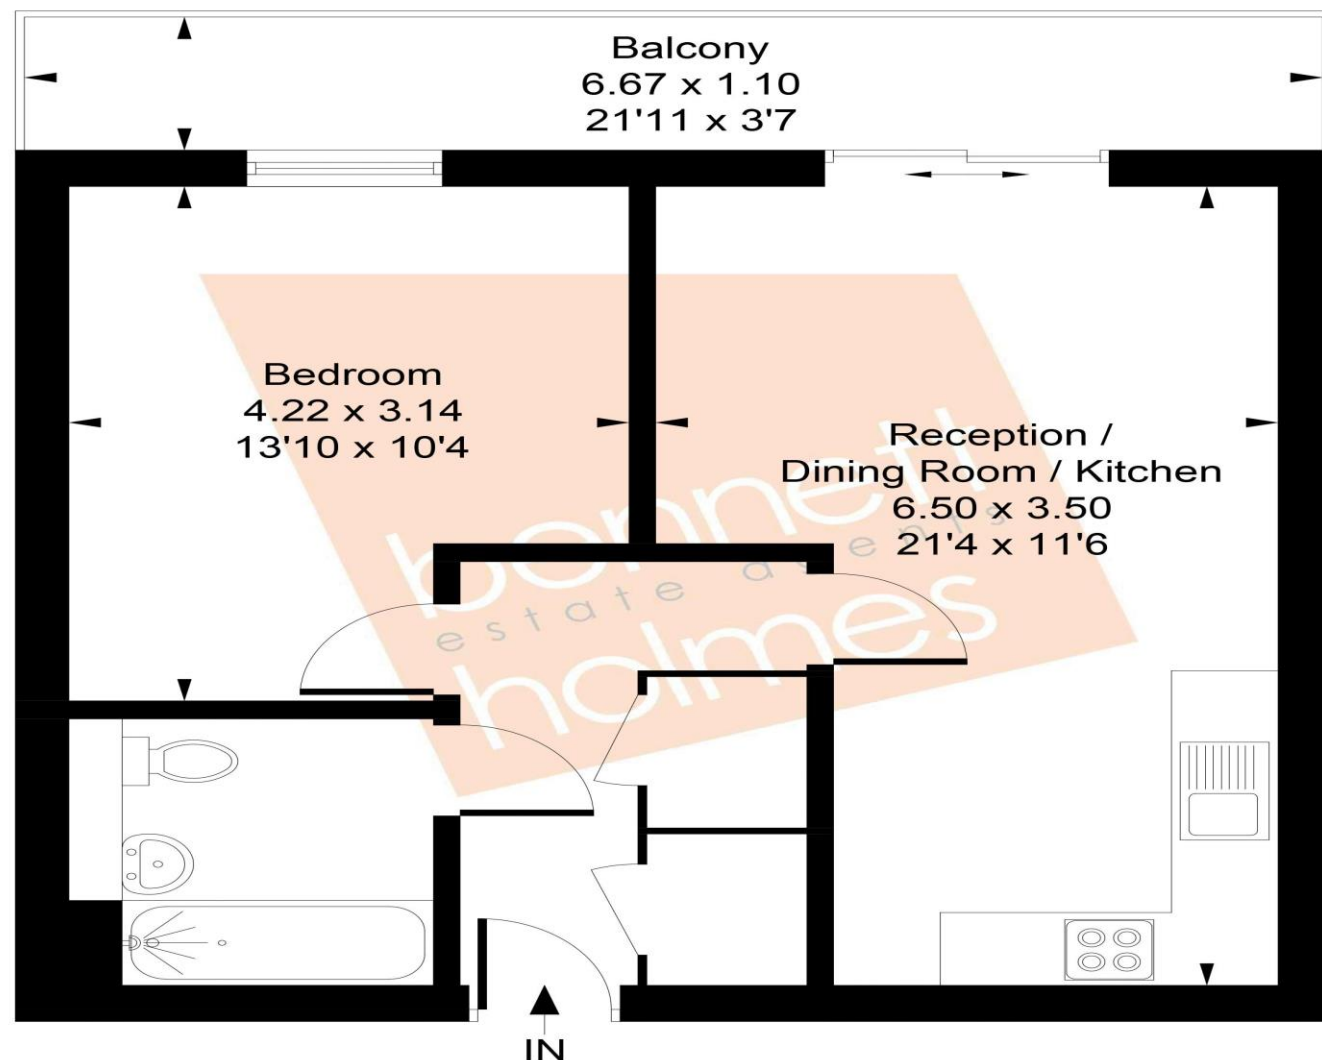 Balcony
6.67 x 1.10
21'11 x 3'7
Bedroom
4.22 x 3.14
13'10 x 10'4
Reception /
Dining Room / Kitchen
6.50 x 3.50
21'4 x 11'6
bonnett
estate agents
holmes
IN